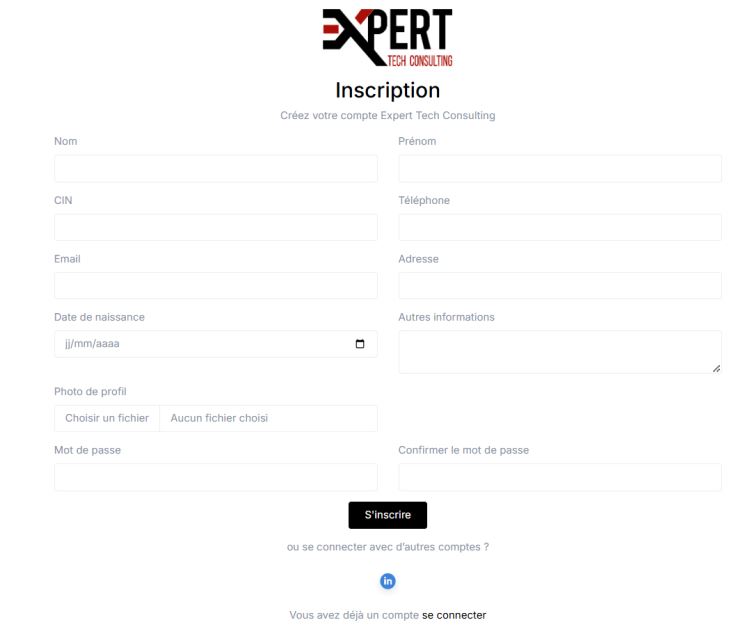 EXPERT
TECH CONSULTING
Inscription
Créez votre compte Expert Tech Consulting
Nom
Prénom
CIN
Téléphone
Email
Adresse
Date de naissance
Autres informations
jj/mm/aaaa
Photo de profil
Choisir un fichier Aucun fichier choisi
Mot de passe
Confirmer le mot de passe
S'inscrire
ou se connecter avec d'autres comptes ?
in
Vous avez déjà un compte se connecter